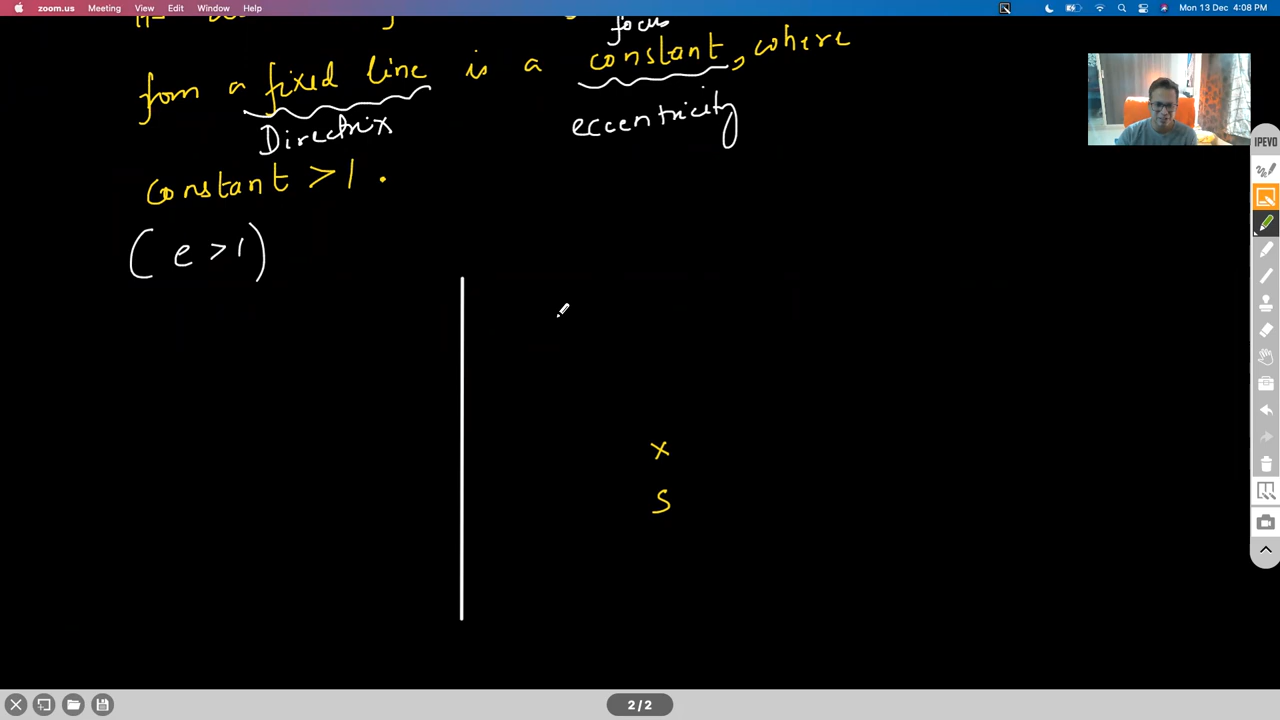 zoom.us Meeting View Edit Window Help Mon 13 Dec 4:08 PM
focus
from a fixed line is a constant, where
Directrix eccentricity
constant > 1 .
( e > 1 )
IPEVO
x
S
2/2